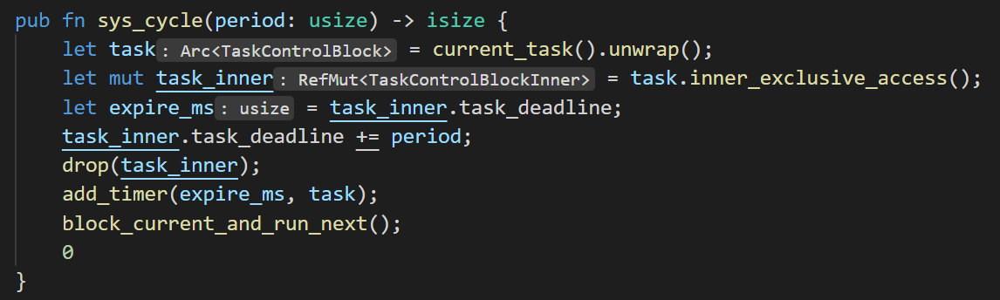 pub fn sys_cycle(period: usize) -> isize {
    let task: Arc<TaskControlBlock> = current_task().unwrap();
    let mut task_inner: RefMut<TaskControlBlockInner> = task.inner_exclusive_access();
    let expire_ms: usize = task_inner.task_deadline;
    task_inner.task_deadline += period;
    drop(task_inner);
    add_timer(expire_ms, task);
    block_current_and_run_next();
    0
}